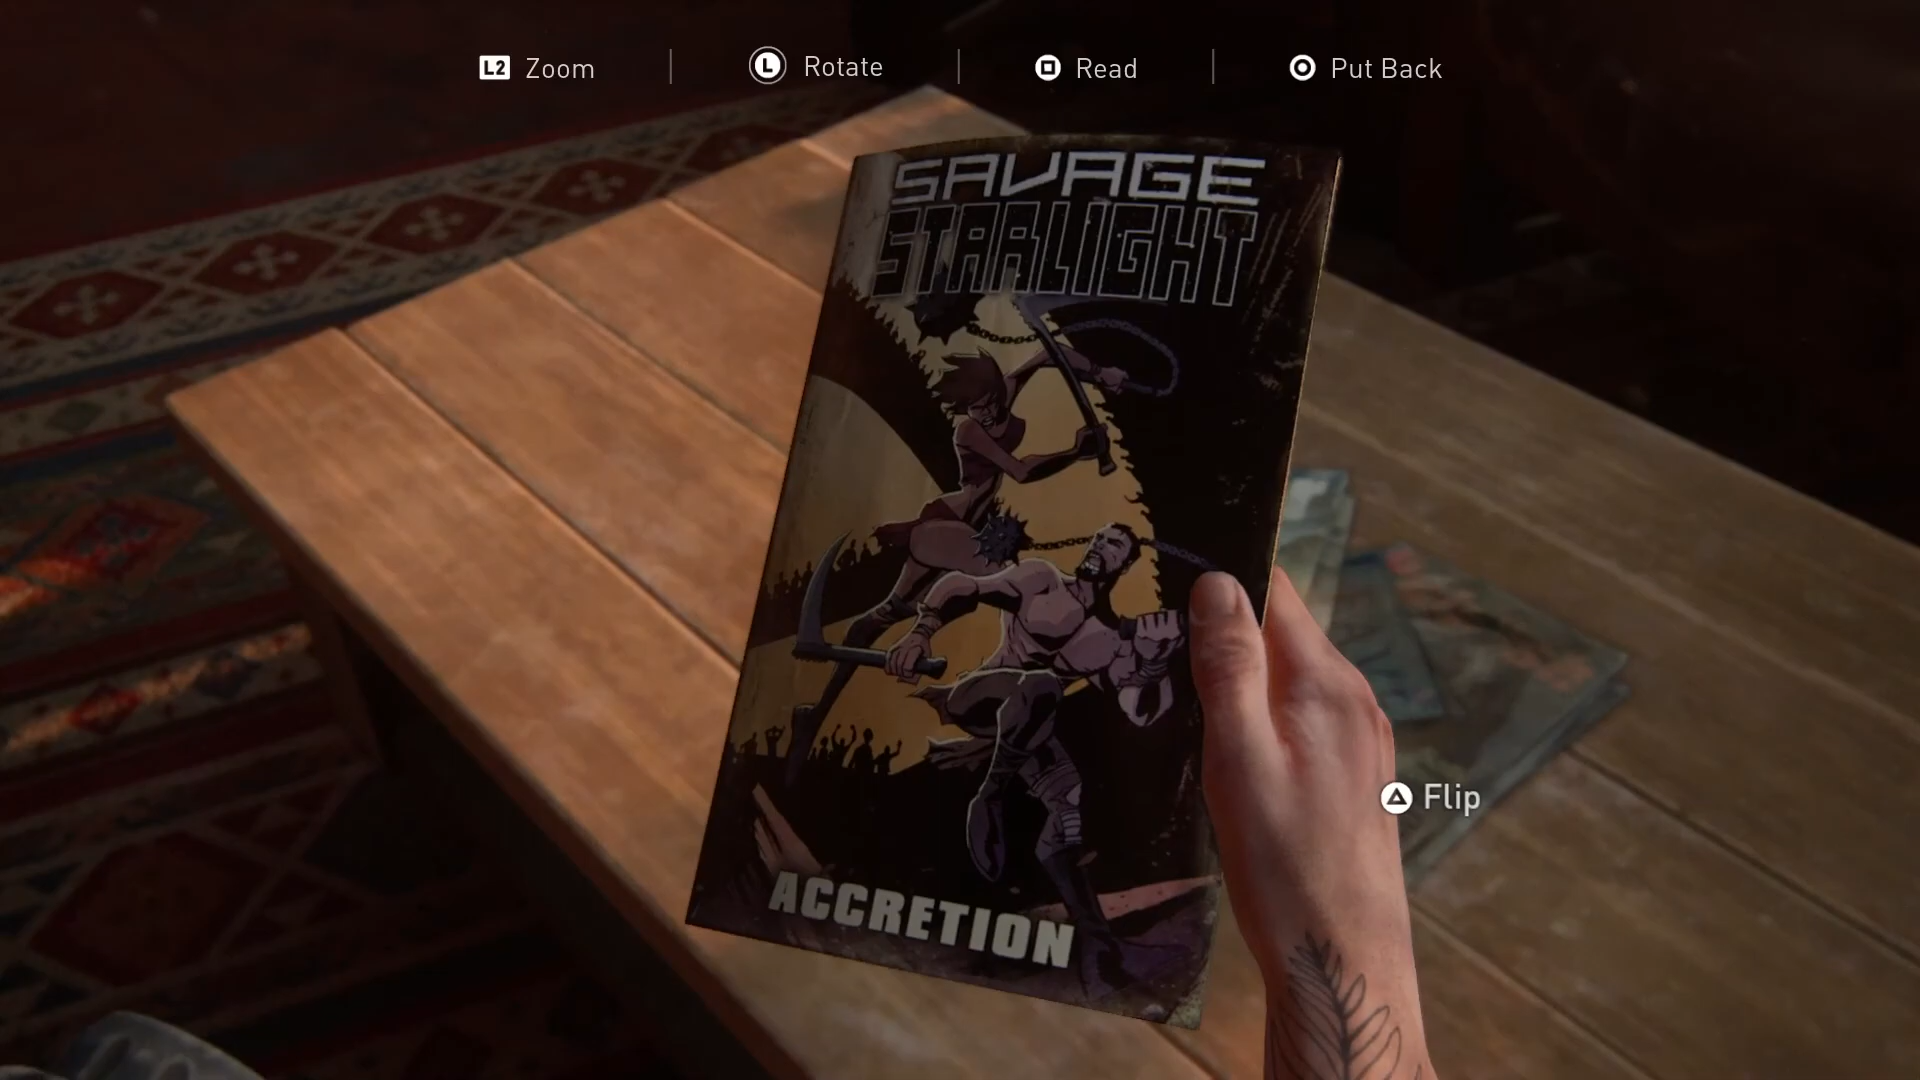 L2 Zoom
L Rotate
Read
Put Back
SAVAGE
STARLIGHT
ACCRETION
Flip